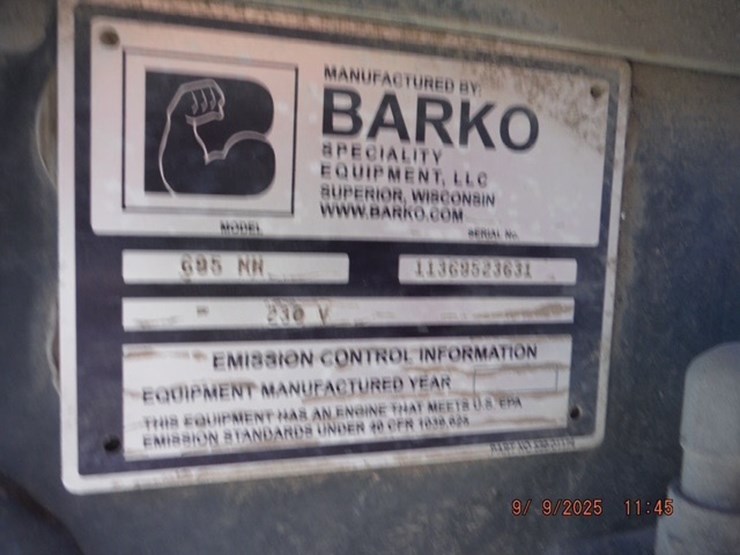 MANUFACTURED BY:
BARKO
SPECIALITY
EQUIPMENT, LLC
SUPERIOR, WISCONSIN
WWW.BARKO.COM
MODEL
SERIAL No.
695
11369523631
- 230 V
EMISSION CONTROL INFORMATION
EQUIPMENT MANUFACTURED YEAR
THIS EQUIPMENT HAS AN ENGINE THAT MEETS U.S. EPA
EMISSION STANDARDS UNDER 40 CFR 1039.625
9/ 9/2025 11:45